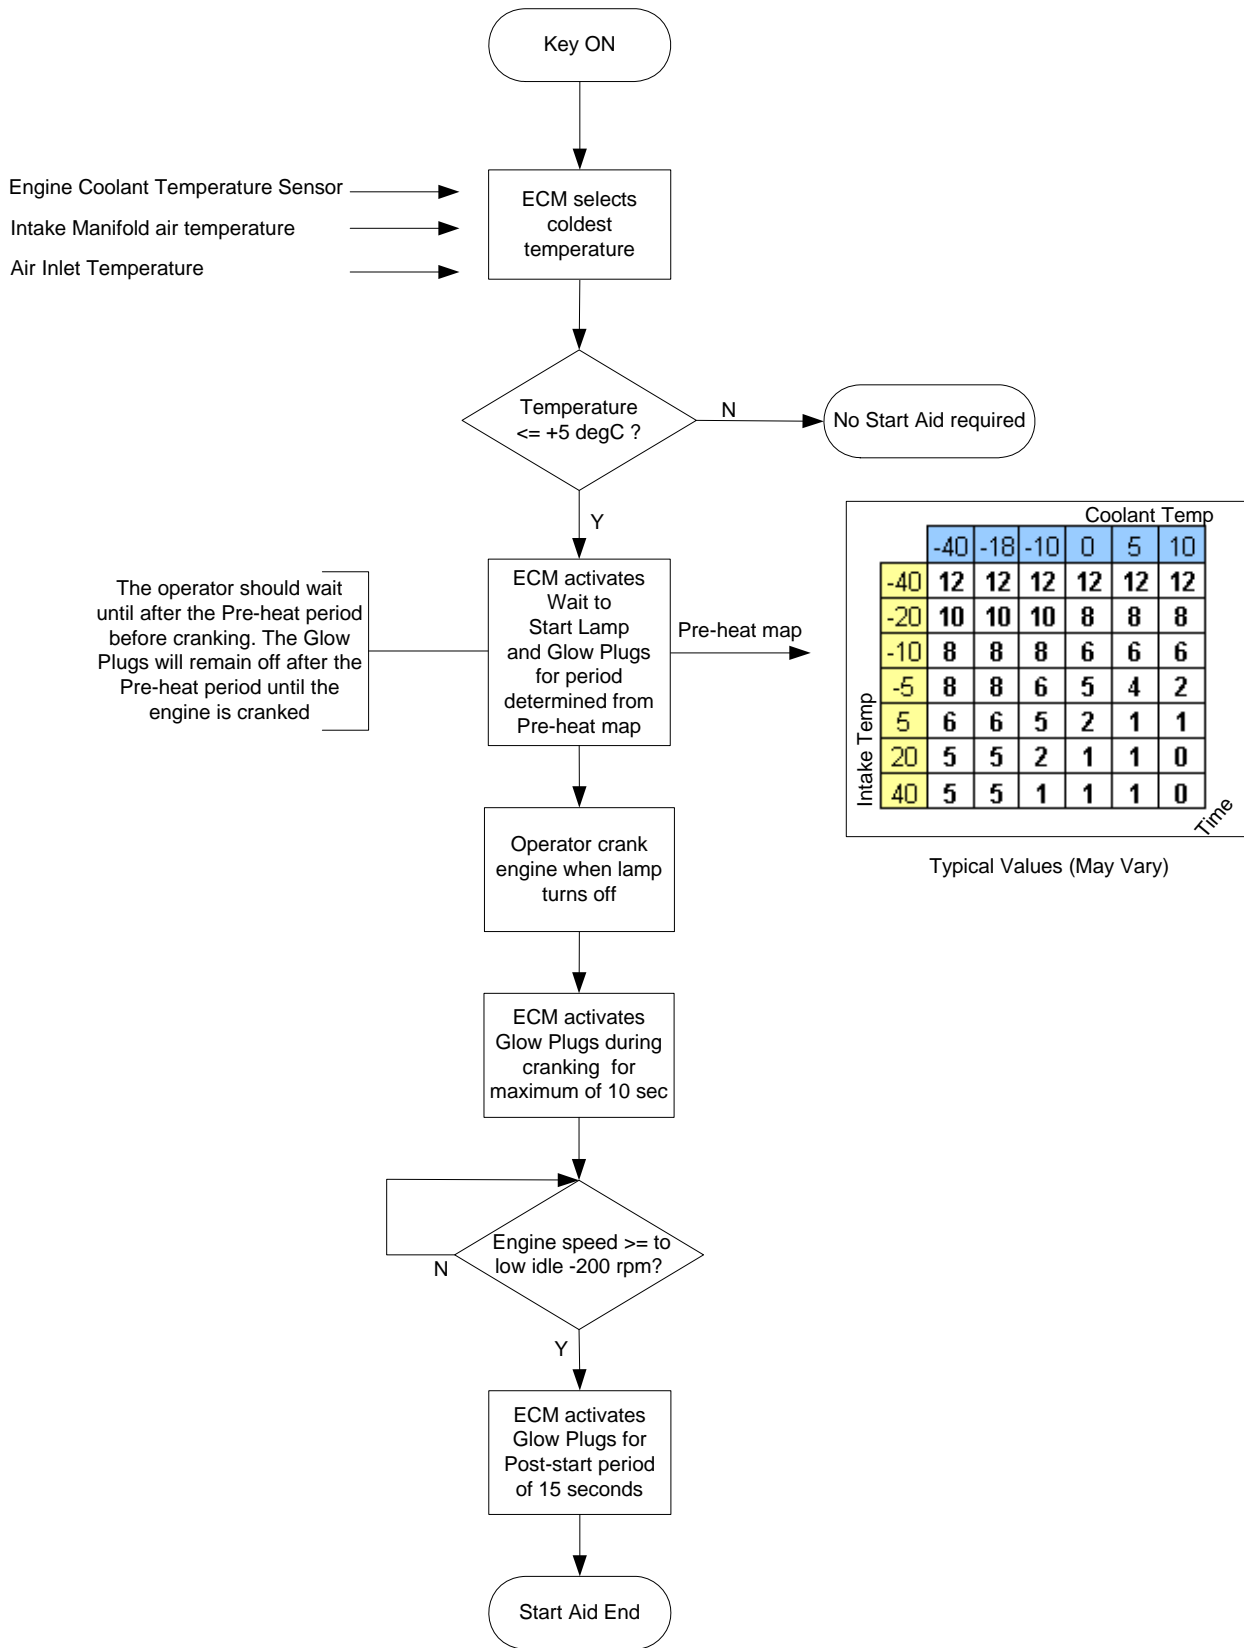 Key ON
Engine Coolant Temperature Sensor
Intake Manifold air temperature
Air Inlet Temperature
ECM selects
coldest
temperature
Temperature
<= +5 degC ?
N
No Start Aid required
Y
The operator should wait
until after the Pre-heat period
before cranking. The Glow
Plugs will remain off after the
Pre-heat period until the
engine is cranked
ECM activates
Wait to
Start Lamp
and Glow Plugs
for period
determined from
Pre-heat map
Pre-heat map
Coolant Temp
-40 -18 -10 0 5 10
-40 12 12 12 12 12 12
-20 10 10 10 8 8 8
-10 8 8 8 6 6 6
-5 8 8 6 5 4 2
5 6 6 5 2 1 1
20 5 5 2 1 1 0
40 5 5 1 1 1 0
Intake Temp
Time
Typical Values (May Vary)
Operator crank
engine when lamp
turns off
ECM activates
Glow Plugs during
cranking for
maximum of 10 sec
Engine speed >= to
low idle -200 rpm?
N
Y
ECM activates
Glow Plugs for
Post-start period
of 15 seconds
Start Aid End